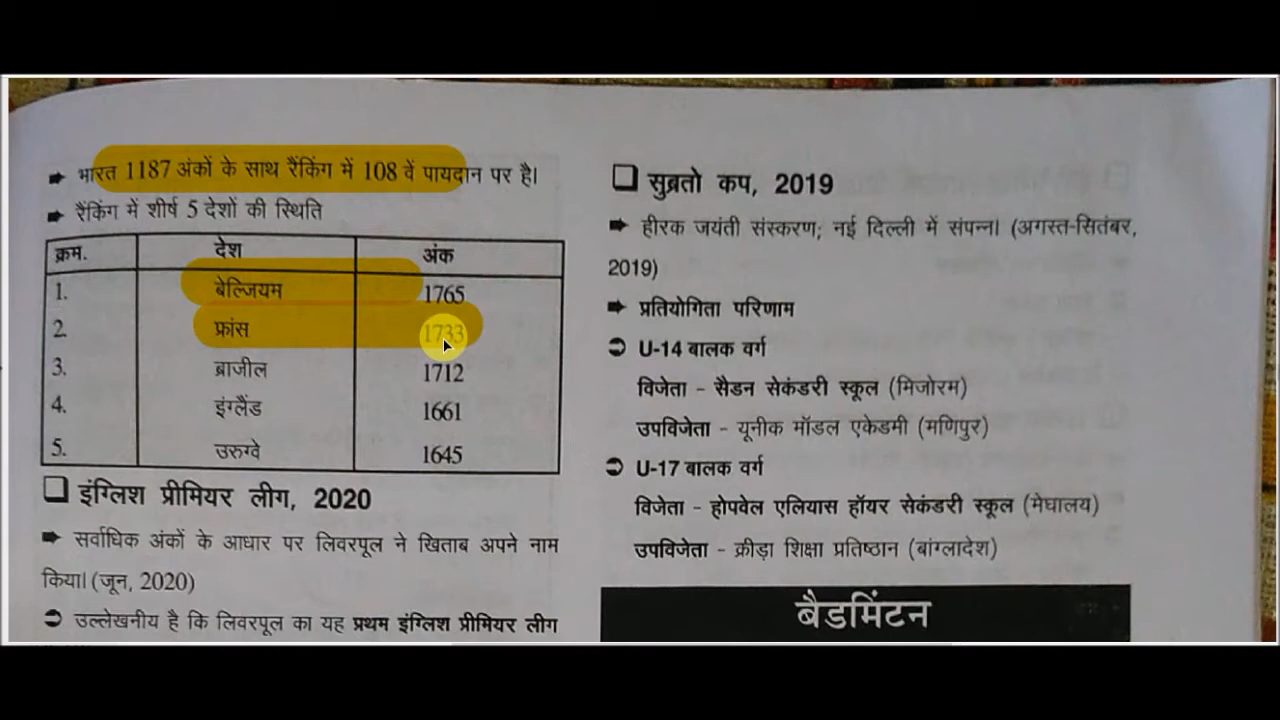 ➡ भारत 1187 अंकों के साथ रैंकिंग में 108 वें पायदान पर है।
➡ रैंकिंग में शीर्ष 5 देशों की स्थिति
क्रम. देश अंक
1. बेल्जियम 1765
2. फ्रांस 1733
3. ब्राजील 1712
4. इंग्लैंड 1661
5. उरुग्वे 1645
❑ इंग्लिश प्रीमियर लीग, 2020
➡ सर्वाधिक अंकों के आधार पर लिवरपूल ने खिताब अपने नाम
किया। (जून, 2020)
➲ उल्लेखनीय है कि लिवरपूल का यह प्रथम इंग्लिश प्रीमियर लीग
❑ सुब्रतो कप, 2019
➡ हीरक जयंती संस्करण; नई दिल्ली में संपन्न। (अगस्त-सितंबर,
2019)
➡ प्रतियोगिता परिणाम
➲ U-14 बालक वर्ग
विजेता - सैडन सेकंडरी स्कूल (मिजोरम)
उपविजेता - यूनीक मॉडल एकेडमी (मणिपुर)
➲ U-17 बालक वर्ग
विजेता - होपवेल एलियास हॉयर सेकंडरी स्कूल (मेघालय)
उपविजेता - क्रीड़ा शिक्षा प्रतिष्ठान (बांग्लादेश)
बैडमिंटन